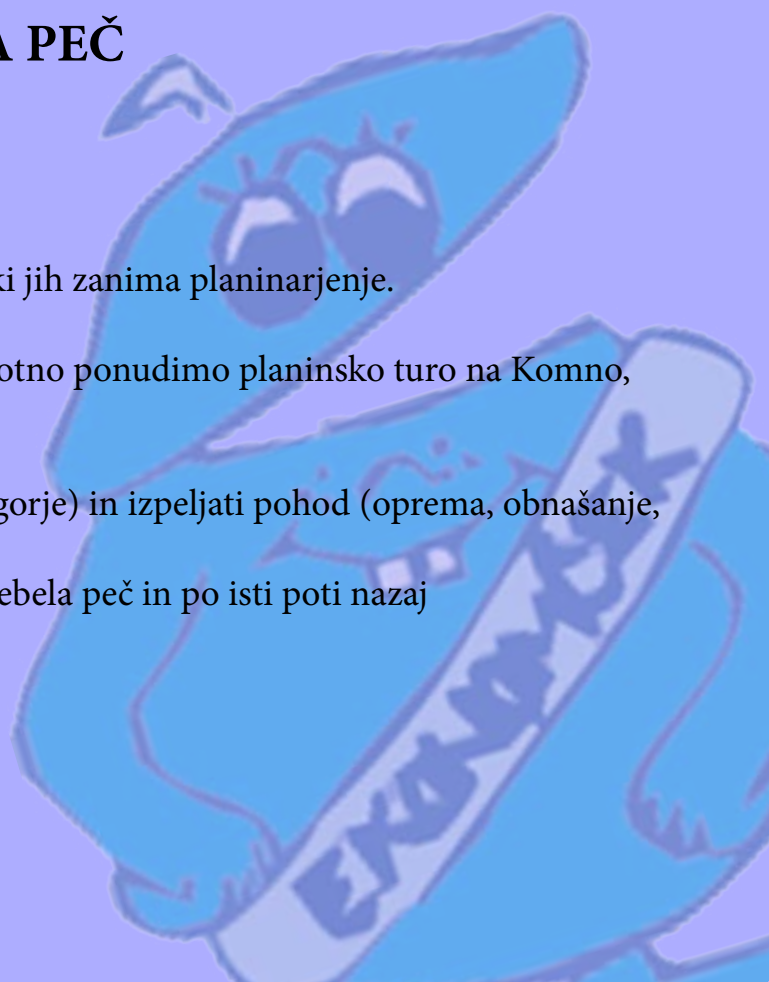 A PEČ
ki jih zanima planinarjenje.
otno ponudimo planinsko turo na Komno,
gorje) in izpeljati pohod (oprema, obnašanje,
ebela peč in po isti poti nazaj